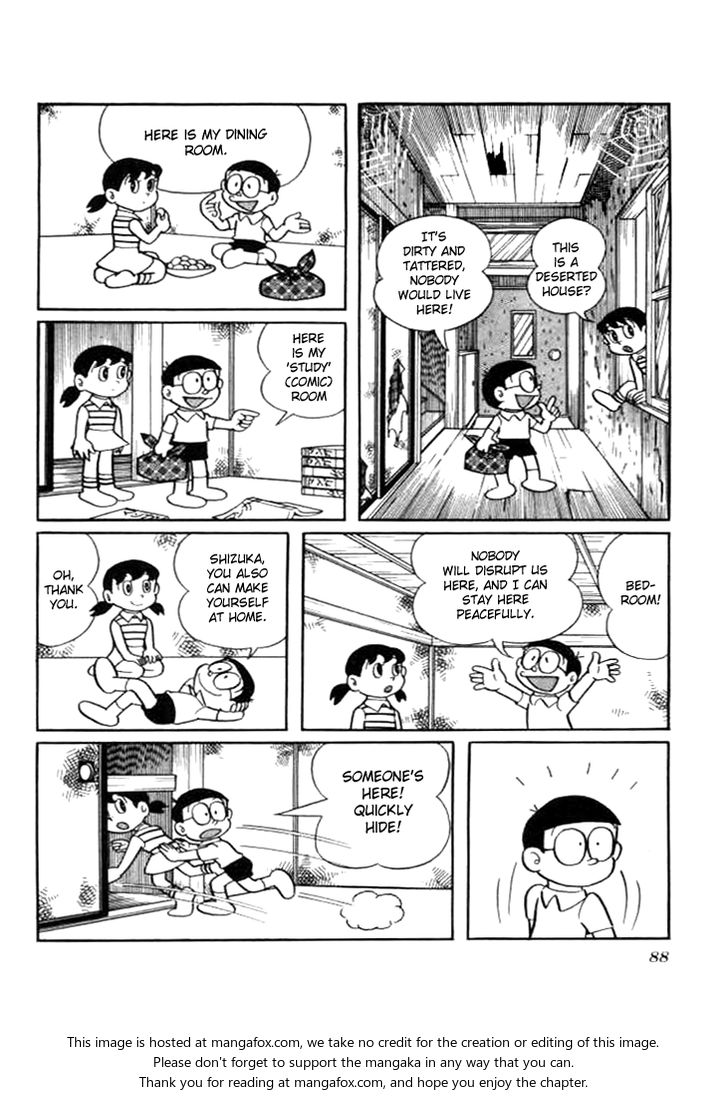 THIS
IS A
DESERTED
HOUSE?
IT'S
DIRTY AND
TATTERED,
NOBODY
WOULD LIVE
HERE!
HERE IS MY DINING
ROOM.
HERE
IS MY
'STUDY'
(COMIC)
ROOM
BED-
ROOM!
NOBODY
WILL DISRUPT US
HERE, AND I CAN
STAY HERE
PEACEFULLY.
SHIZUKA,
YOU ALSO
CAN MAKE
YOURSELF
AT HOME.
OH,
THANK
YOU.
SOMEONE'S
HERE!
QUICKLY
HIDE!
88
This image is hosted at mangafox.com, we take no credit for the creation or editing of this image.
Please don't forget to support the mangaka in any way that you can.
Thank you for reading at mangafox.com, and hope you enjoy the chapter.